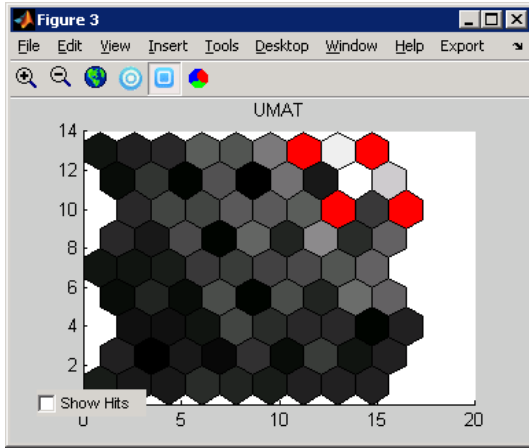 Figure 3
File Edit View Insert Tools Desktop Window Help Export
UMAT
14
12
10
8
6
4
2
0 5 10 15 20
Show Hits